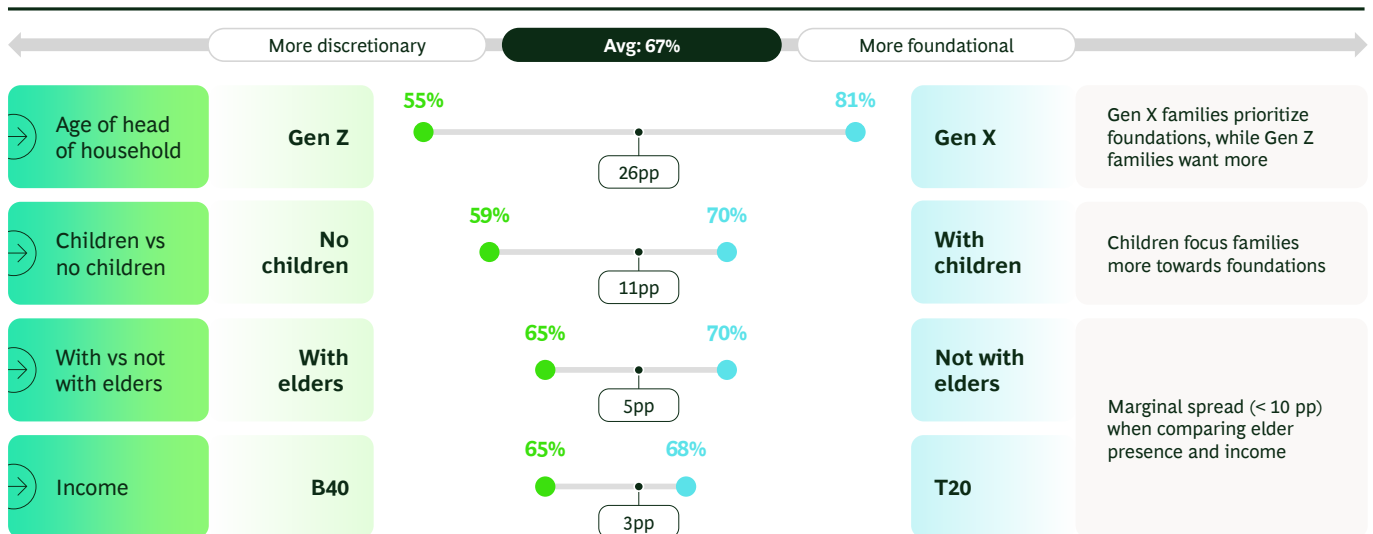 More discretionary
Avg: 67%
More foundational
Age of head
of household
Gen Z
55%
81%
26pp
Gen X
Gen X families prioritize
foundations, while Gen Z
families want more
Children vs
no children
No
children
59%
70%
11pp
With
children
Children focus families
more towards foundations
With vs not
with elders
With
elders
65%
70%
5pp
Not with
elders
Marginal spread (< 10 pp)
when comparing elder
presence and income
Income
B40
65%
68%
3pp
T20